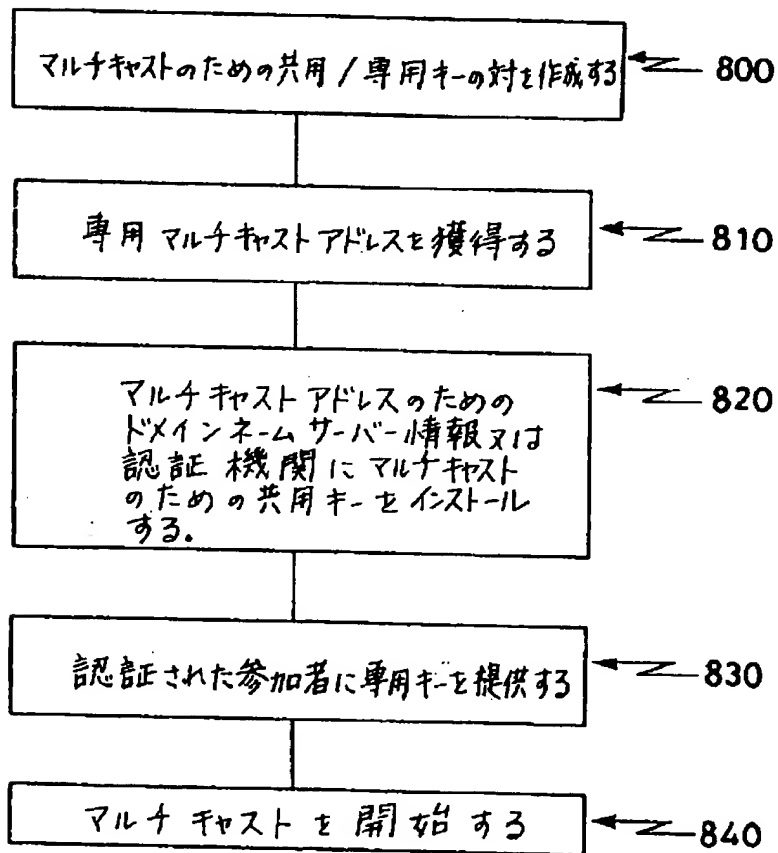 マルチキャストのための共用/専用キーの対を作成する
800
専用マルチキャストアドレスを獲得する
810
マルチキャストアドレスのための
ドメインネームサーバー情報又は
認証機関にマルチキャスト
のための共用キーをインストール
する.
820
認証された参加者に専用キーを提供する
830
マルチキャストを開始する
840